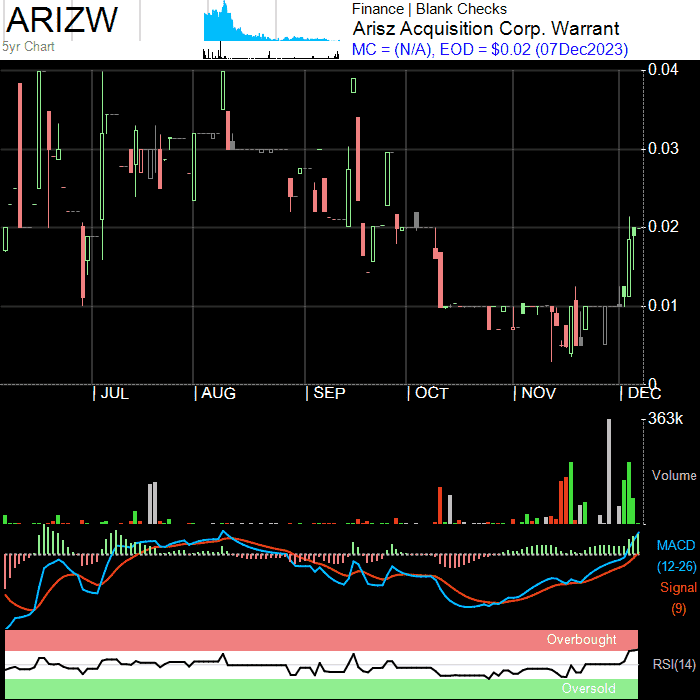 ARIZW
5yr Chart
Finance | Blank Checks
Arisz Acquisition Corp. Warrant
MC = (N/A), EOD = $0.02 (07Dec2023)
0.04
0.03
0.02
0.01
0
| JUL | AUG | SEP | OCT | NOV | DEC
363k
Volume
MACD
(12-26)
Signal
(9)
Overbought
RSI(14)
Oversold